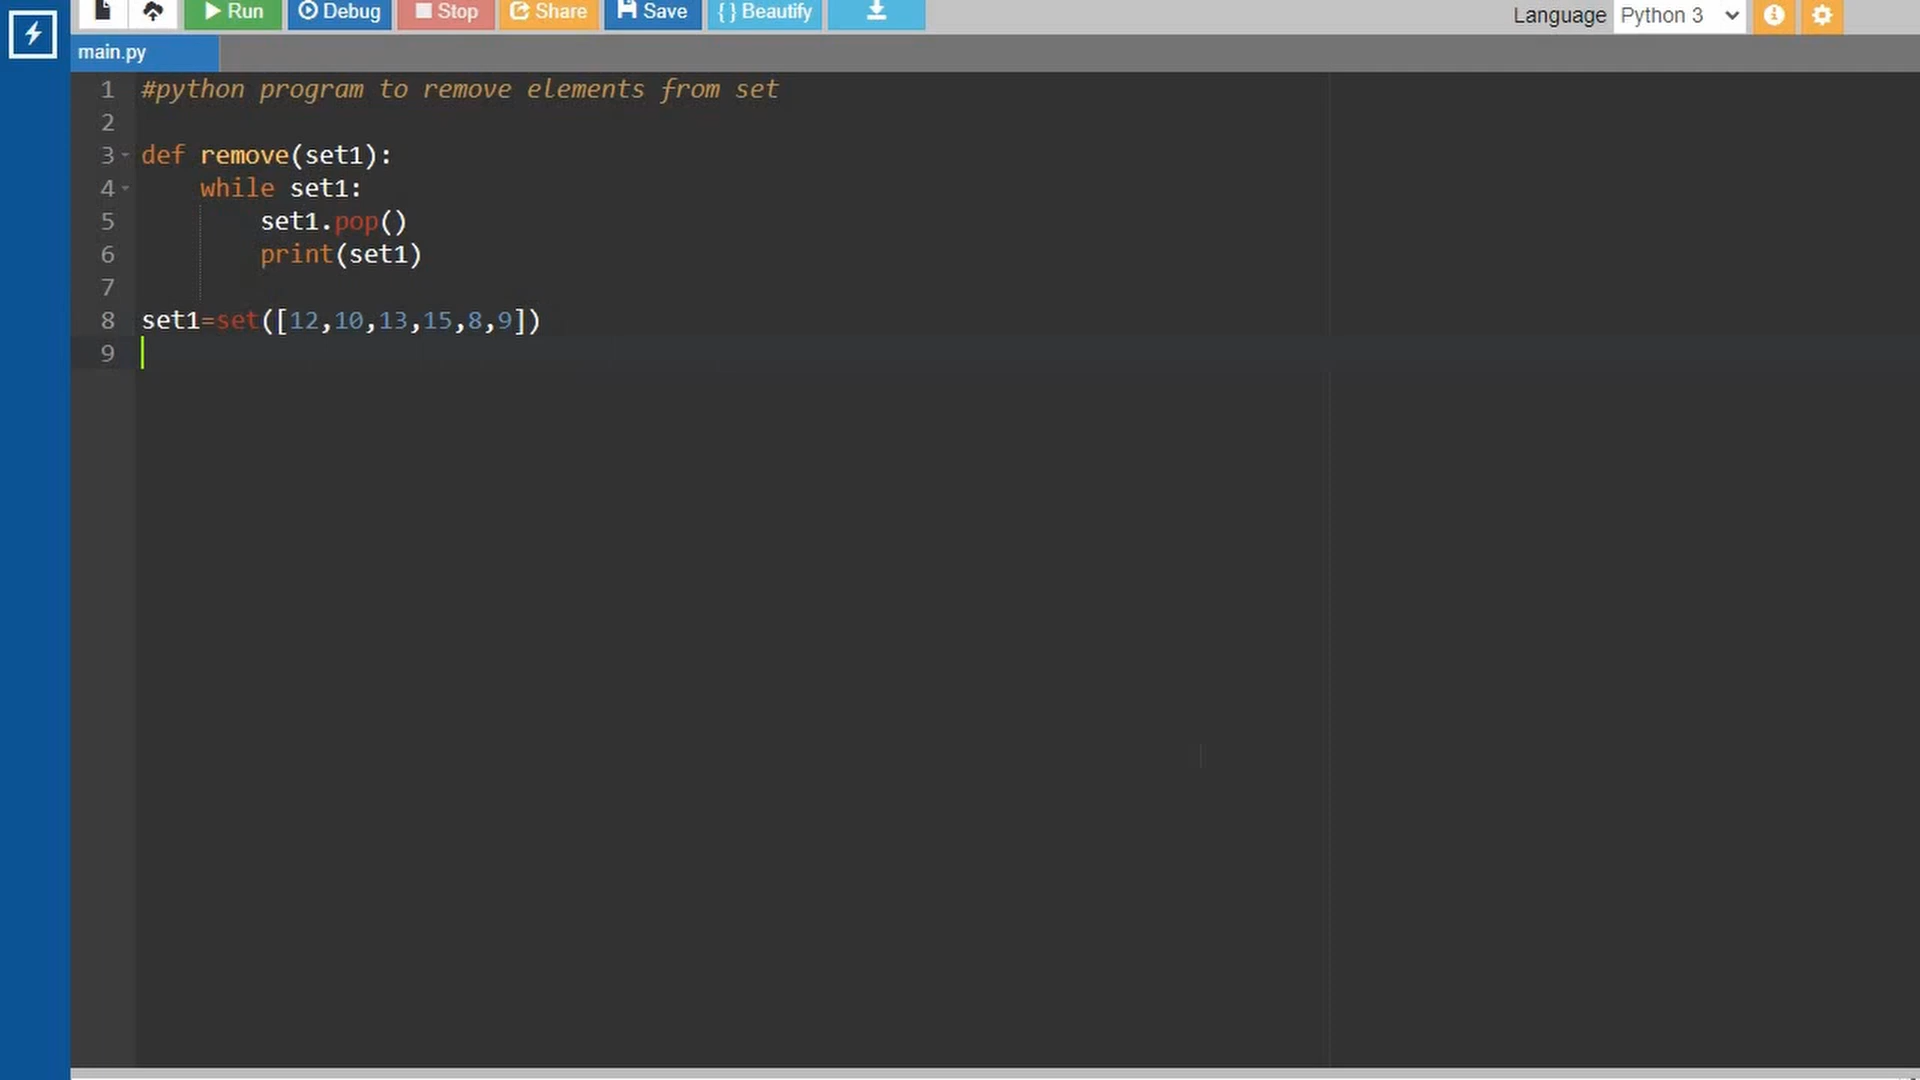 Run Debug Stop Share Save { } Beautify Language Python 3
main.py
1 #python program to remove elements from set
2
3 def remove(set1):
4     while set1:
5         set1.pop()
6         print(set1)
7
8 set1=set([12,10,13,15,8,9])
9